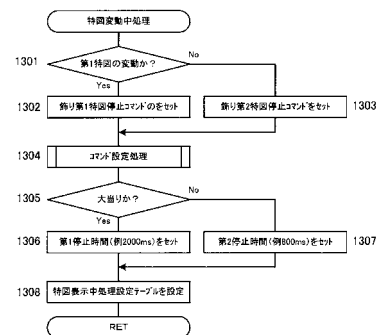 特図変動中処理
1301
第1特図の変動か？
No
Yes
1302
飾り第1特図停止コマンドのをセット
飾り第2特図停止コマンドをセット
1303
1304
コマンド設定処理
1305
大当りか？
No
Yes
1306
第1停止時間(例2000ms)をセット
第2停止時間(例800ms)をセット
1307
1308
特図表示中処理設定テーブルを設定
RET